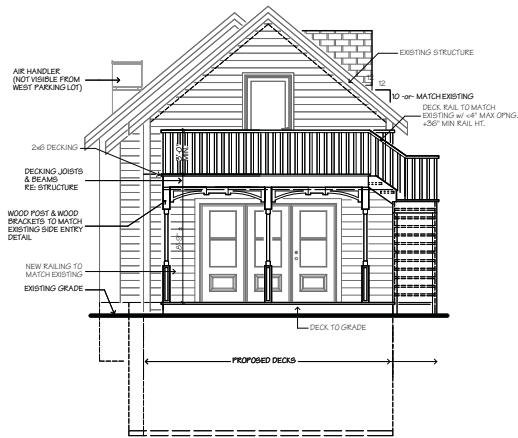 EXISTING STRUCTURE
AIR HANDLER
(NOT VISIBLE FROM
WEST PARKING LOT)
12
12
10 -or- MATCH EXISTING
DECK RAIL TO MATCH
EXISTING w/ <4" MAX OPNG.
+36" MIN RAIL HT.
2x6 DECKING
DECKING JOISTS
& BEAMS
RE: STRUCTURE
WOOD POST & WOOD
BRACKETS TO MATCH
EXISTING SIDE ENTRY
DETAIL
NEW RAILING TO
MATCH EXISTING
EXISTING GRADE
DECK TO GRADE
PROPOSED DECKS